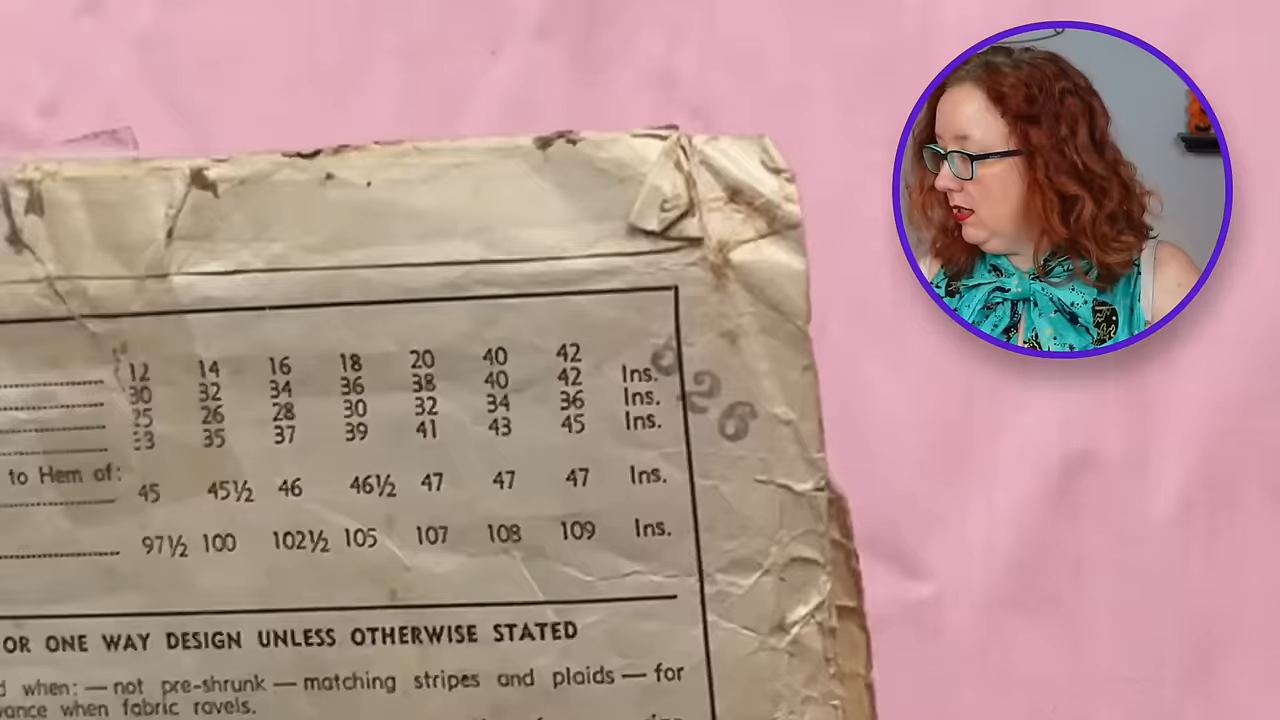 12 14 16 18 20 40 42
30 32 34 36 38 40 42 Ins.
25 26 28 30 32 34 36 Ins.
33 35 37 39 41 43 45 Ins.
to Hem of:
45 45½ 46 46½ 47 47 47 Ins.
97½ 100 102½ 105 107 108 109 Ins.
626
OR ONE WAY DESIGN UNLESS OTHERWISE STATED
when: — not pre-shrunk — matching stripes and plaids — for
when fabric ravels.